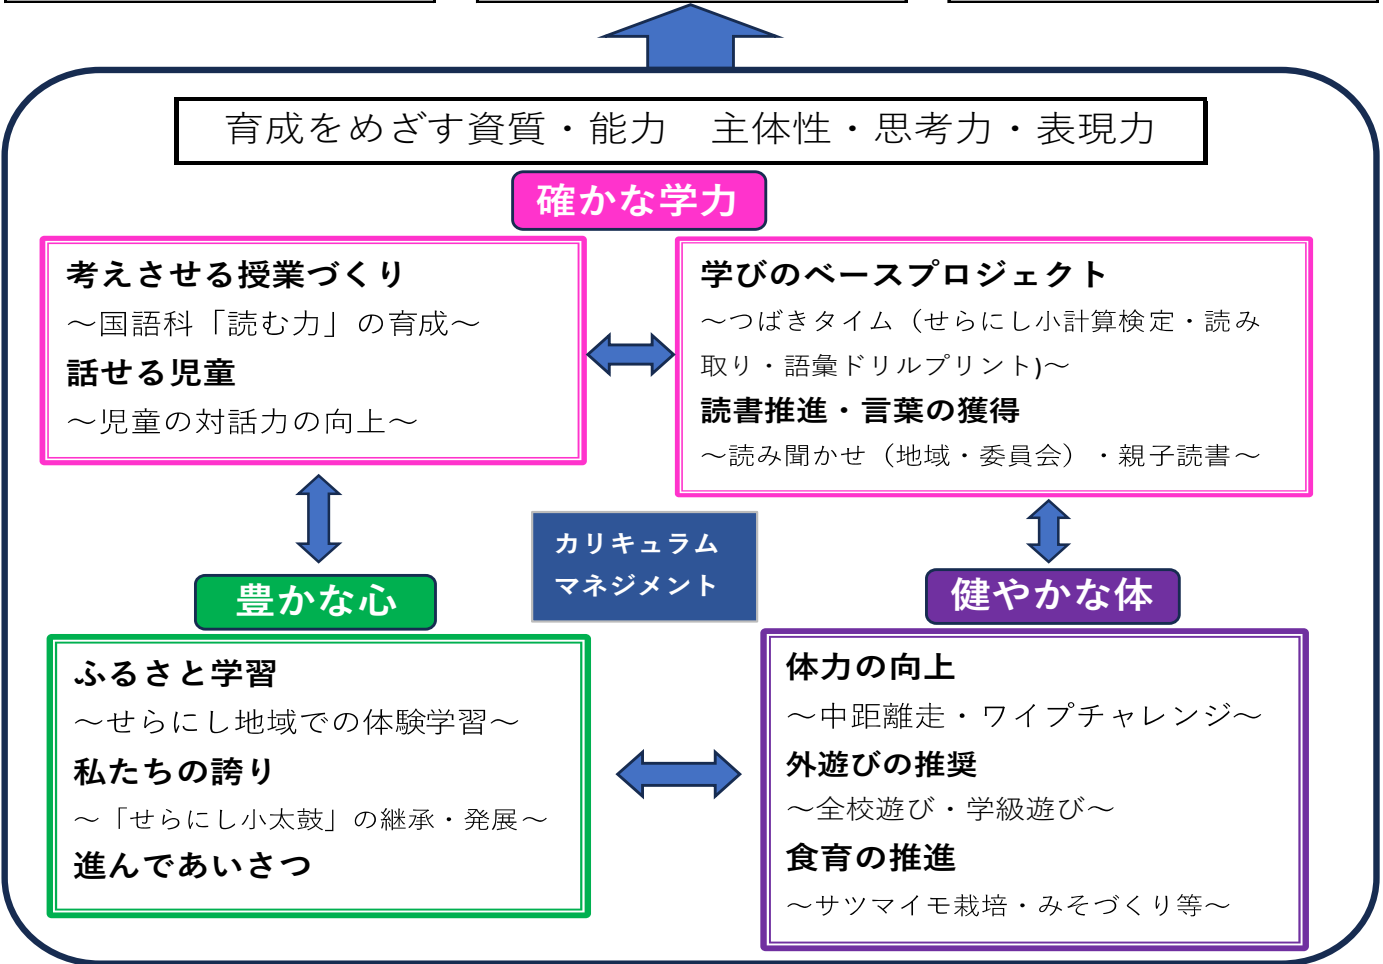 育成をめざす資質・能力　主体性・思考力・表現力
確かな学力
考えさせる授業づくり
～国語科「読む力」の育成～
話せる児童
～児童の対話力の向上～
学びのベースプロジェクト
～つばきタイム（せらにし小計算検定・読み
取り・語彙ドリルプリント)～
読書推進・言葉の獲得
～読み聞かせ（地域・委員会）・親子読書～
カリキュラム
マネジメント
豊かな心
ふるさと学習
～せらにし地域での体験学習～
私たちの誇り
～「せらにし小太鼓」の継承・発展～
進んであいさつ
健やかな体
体力の向上
～中距離走・ワイプチャレンジ～
外遊びの推奨
～全校遊び・学級遊び～
食育の推進
～サツマイモ栽培・みそづくり等～